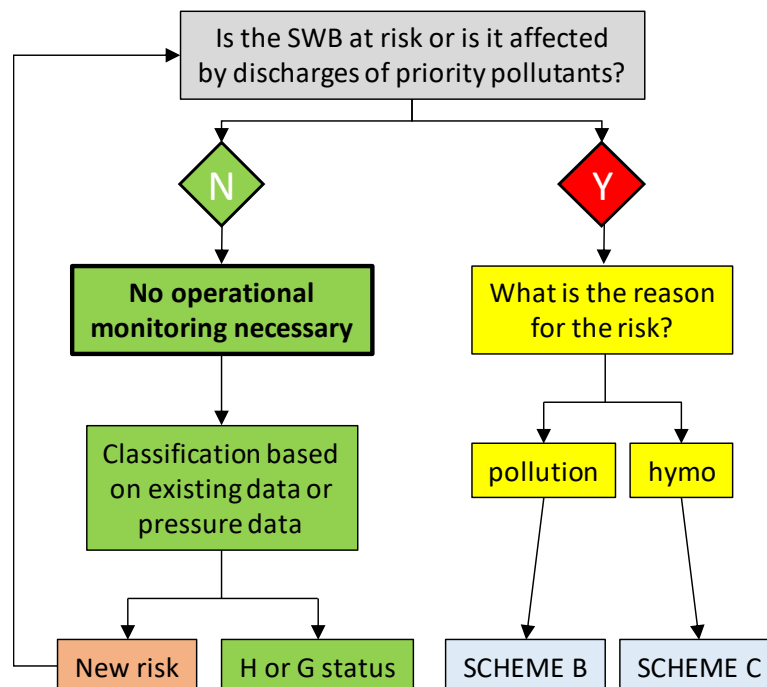 Is the SWB at risk or is it affected
by discharges of priority pollutants?
N
Y
No operational
monitoring necessary
What is the reason
for the risk?
Classification based
on existing data or
pressure data
pollution
hymo
New risk
H or G status
SCHEME B
SCHEME C